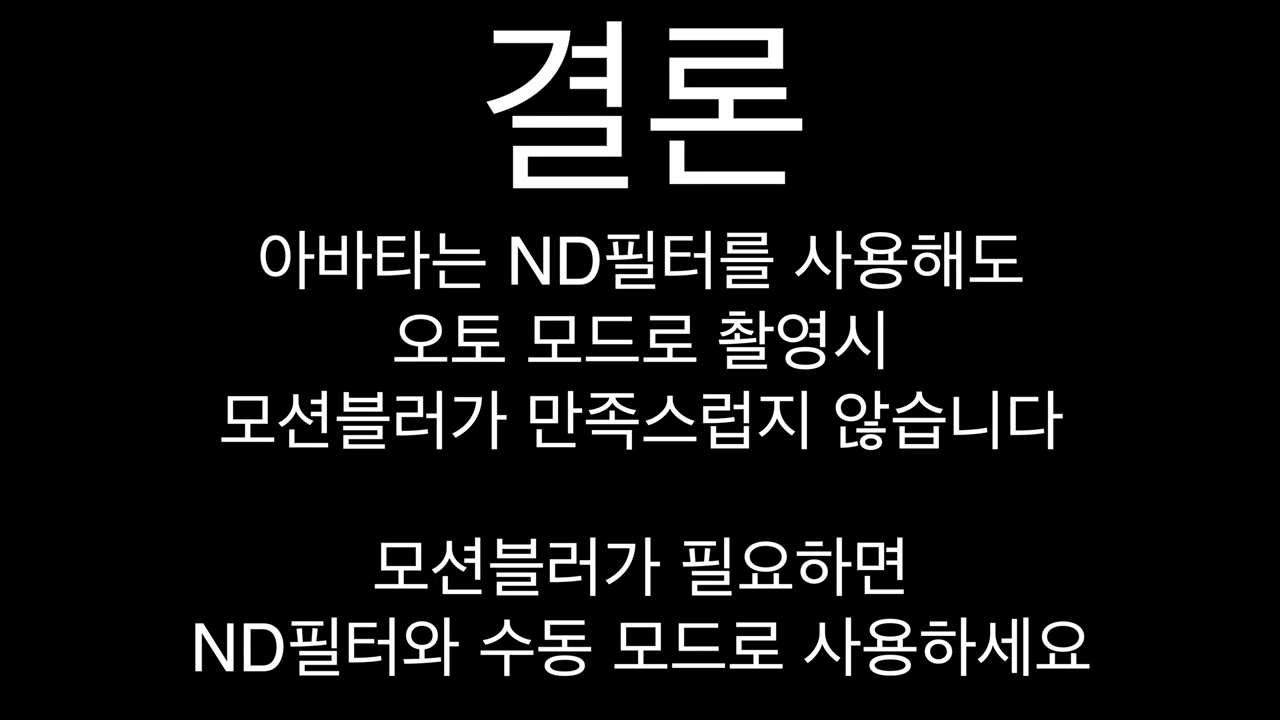 결론
아바타는 ND필터를 사용해도
오토 모드로 촬영시
모션블러가 만족스럽지 않습니다
모션블러가 필요하면
ND필터와 수동 모드로 사용하세요